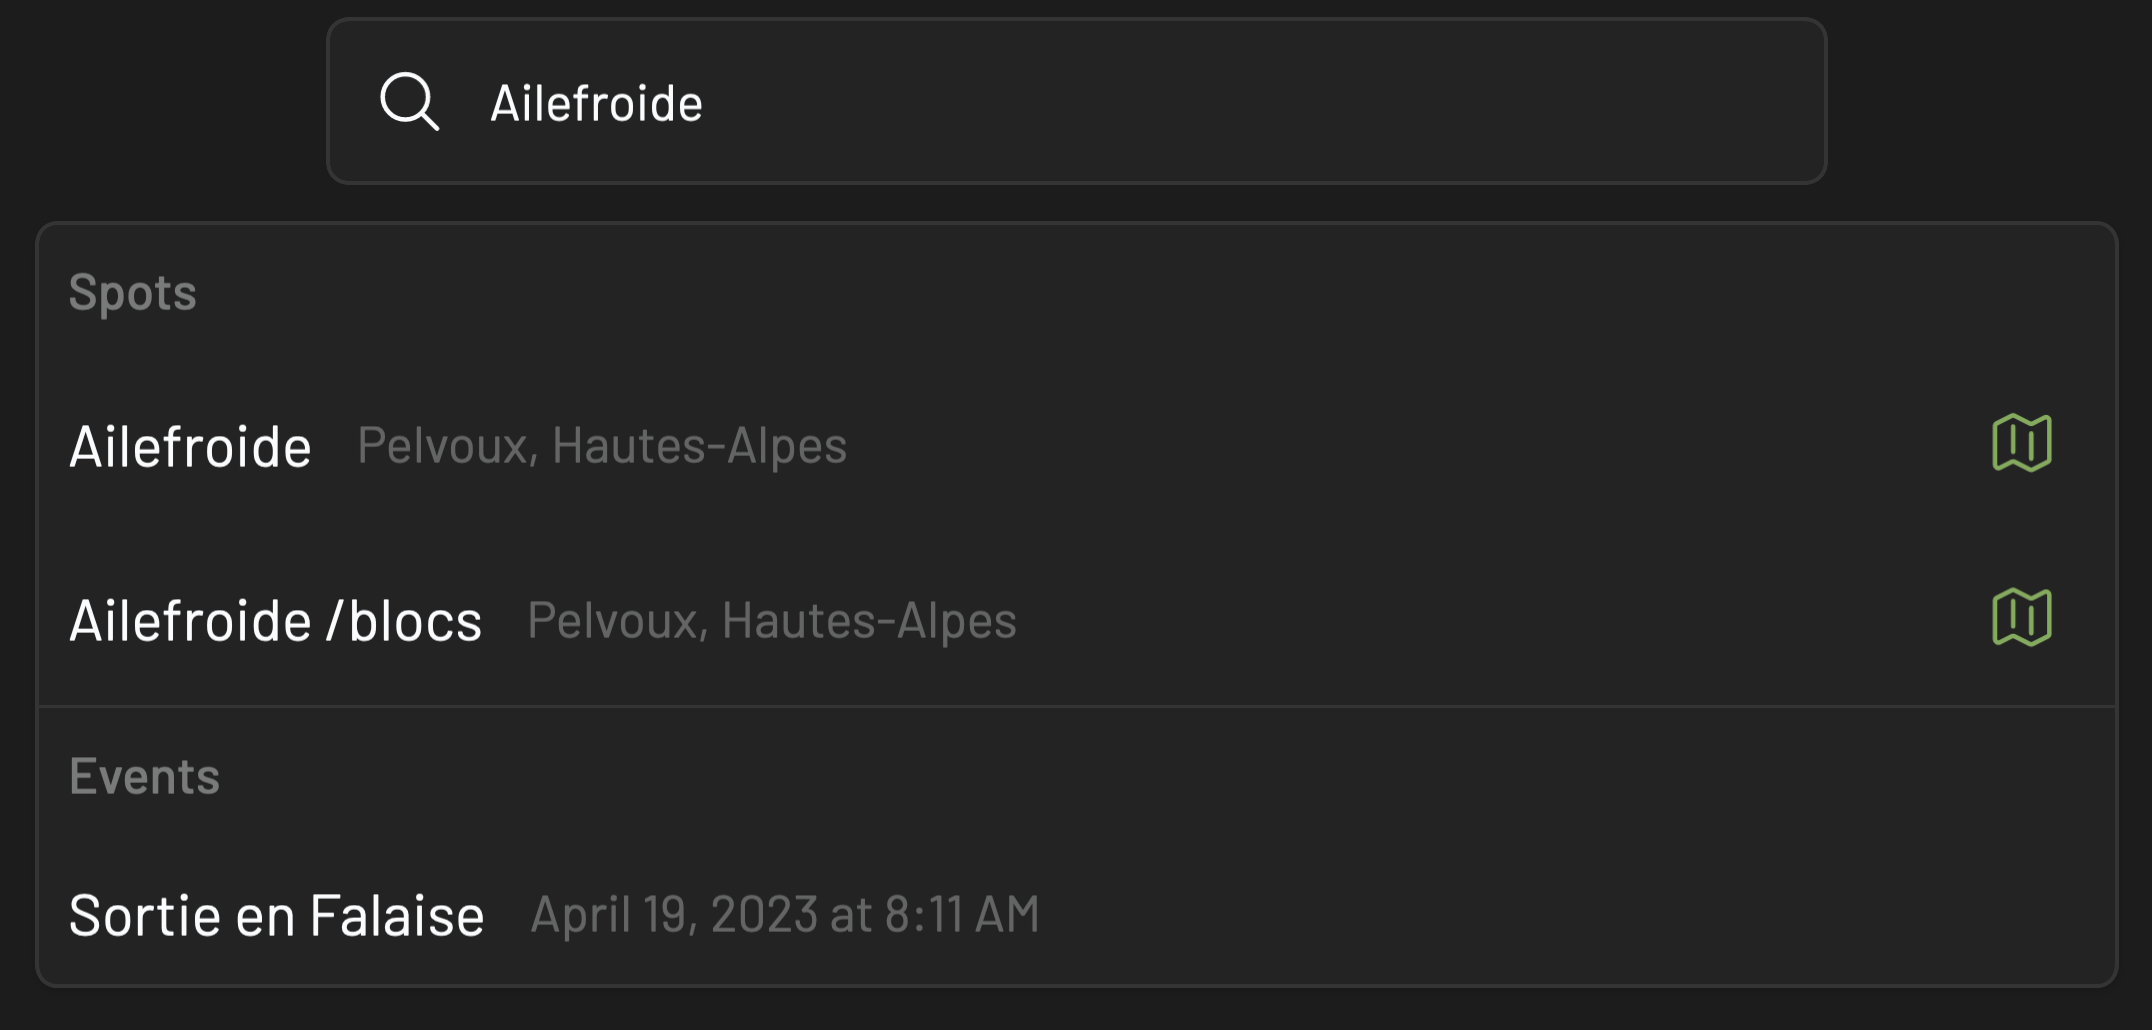 Ailefroide
Spots
Ailefroide Pelvoux, Hautes-Alpes
Ailefroide /blocs Pelvoux, Hautes-Alpes
Events
Sortie en Falaise April 19, 2023 at 8:11 AM